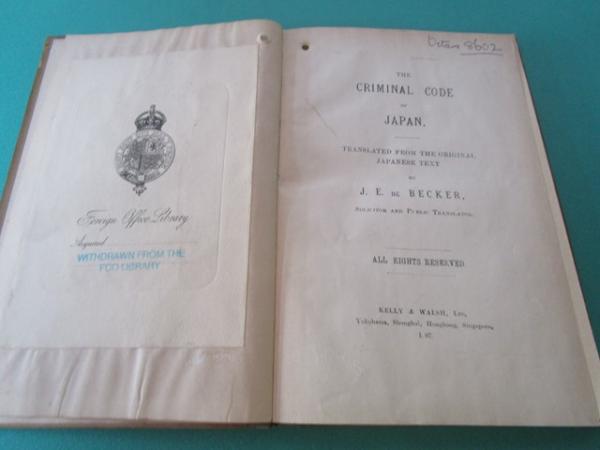 Foreign Office Library
Acquired
WITHDRAWN FROM THE
FCO LIBRARY
8602
THE
CRIMINAL CODE
OF
JAPAN.
TRANSLATED FROM THE ORIGINAL
JAPANESE TEXT
BY
J. E. DE BECKER,
SOLICITOR AND PUBLIC TRANSLATOR.
ALL RIGHTS RESERVED.
KELLY & WALSH, LTD,
Yokohama, Shanghai, Hongkong, Singapore,